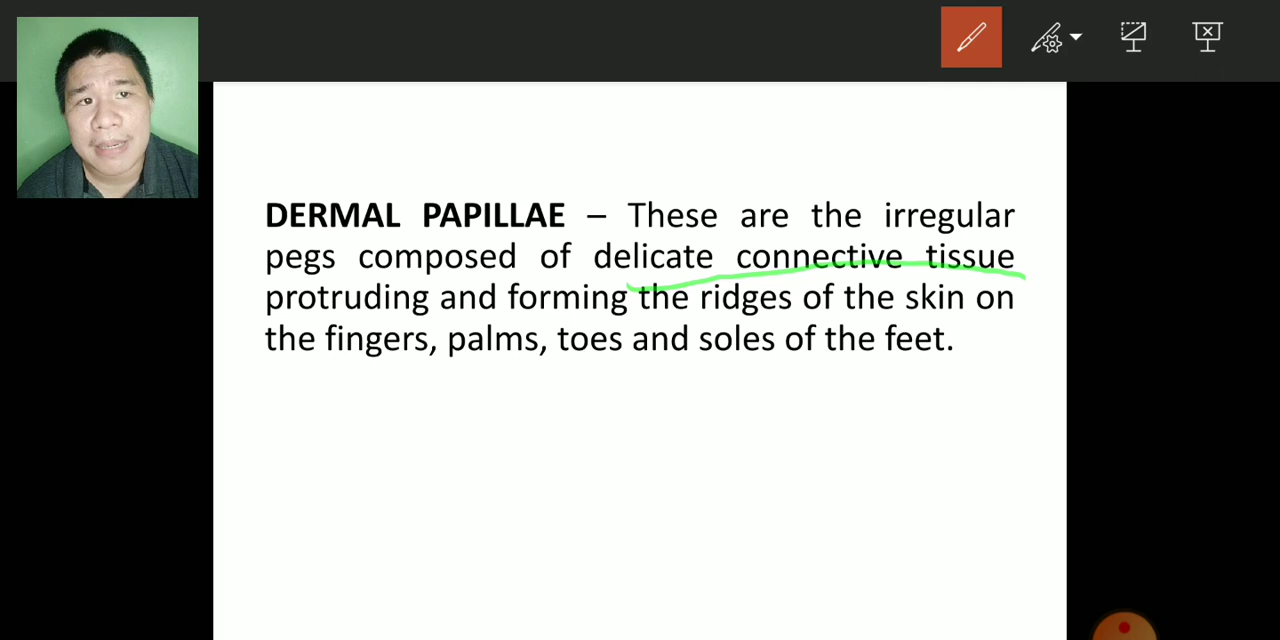 DERMAL PAPILLAE – These are the irregular
pegs composed of delicate connective tissue
protruding and forming the ridges of the skin on
the fingers, palms, toes and soles of the feet.